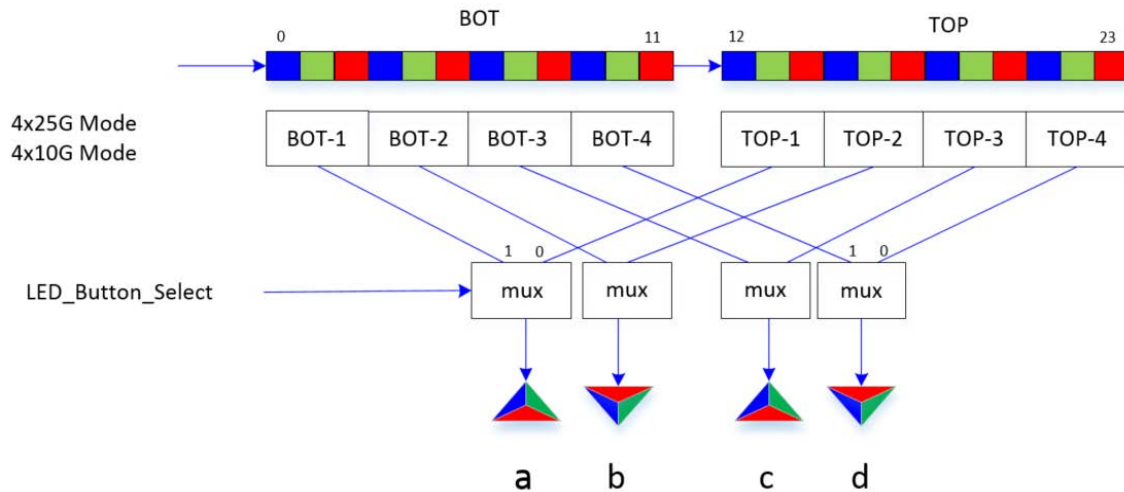 BOT
TOP
0
11
12
23
4x25G Mode
4x10G Mode
BOT-1
BOT-2
BOT-3
BOT-4
TOP-1
TOP-2
TOP-3
TOP-4
1
0
1
0
LED_Button_Select
mux
mux
mux
mux
a
b
c
d